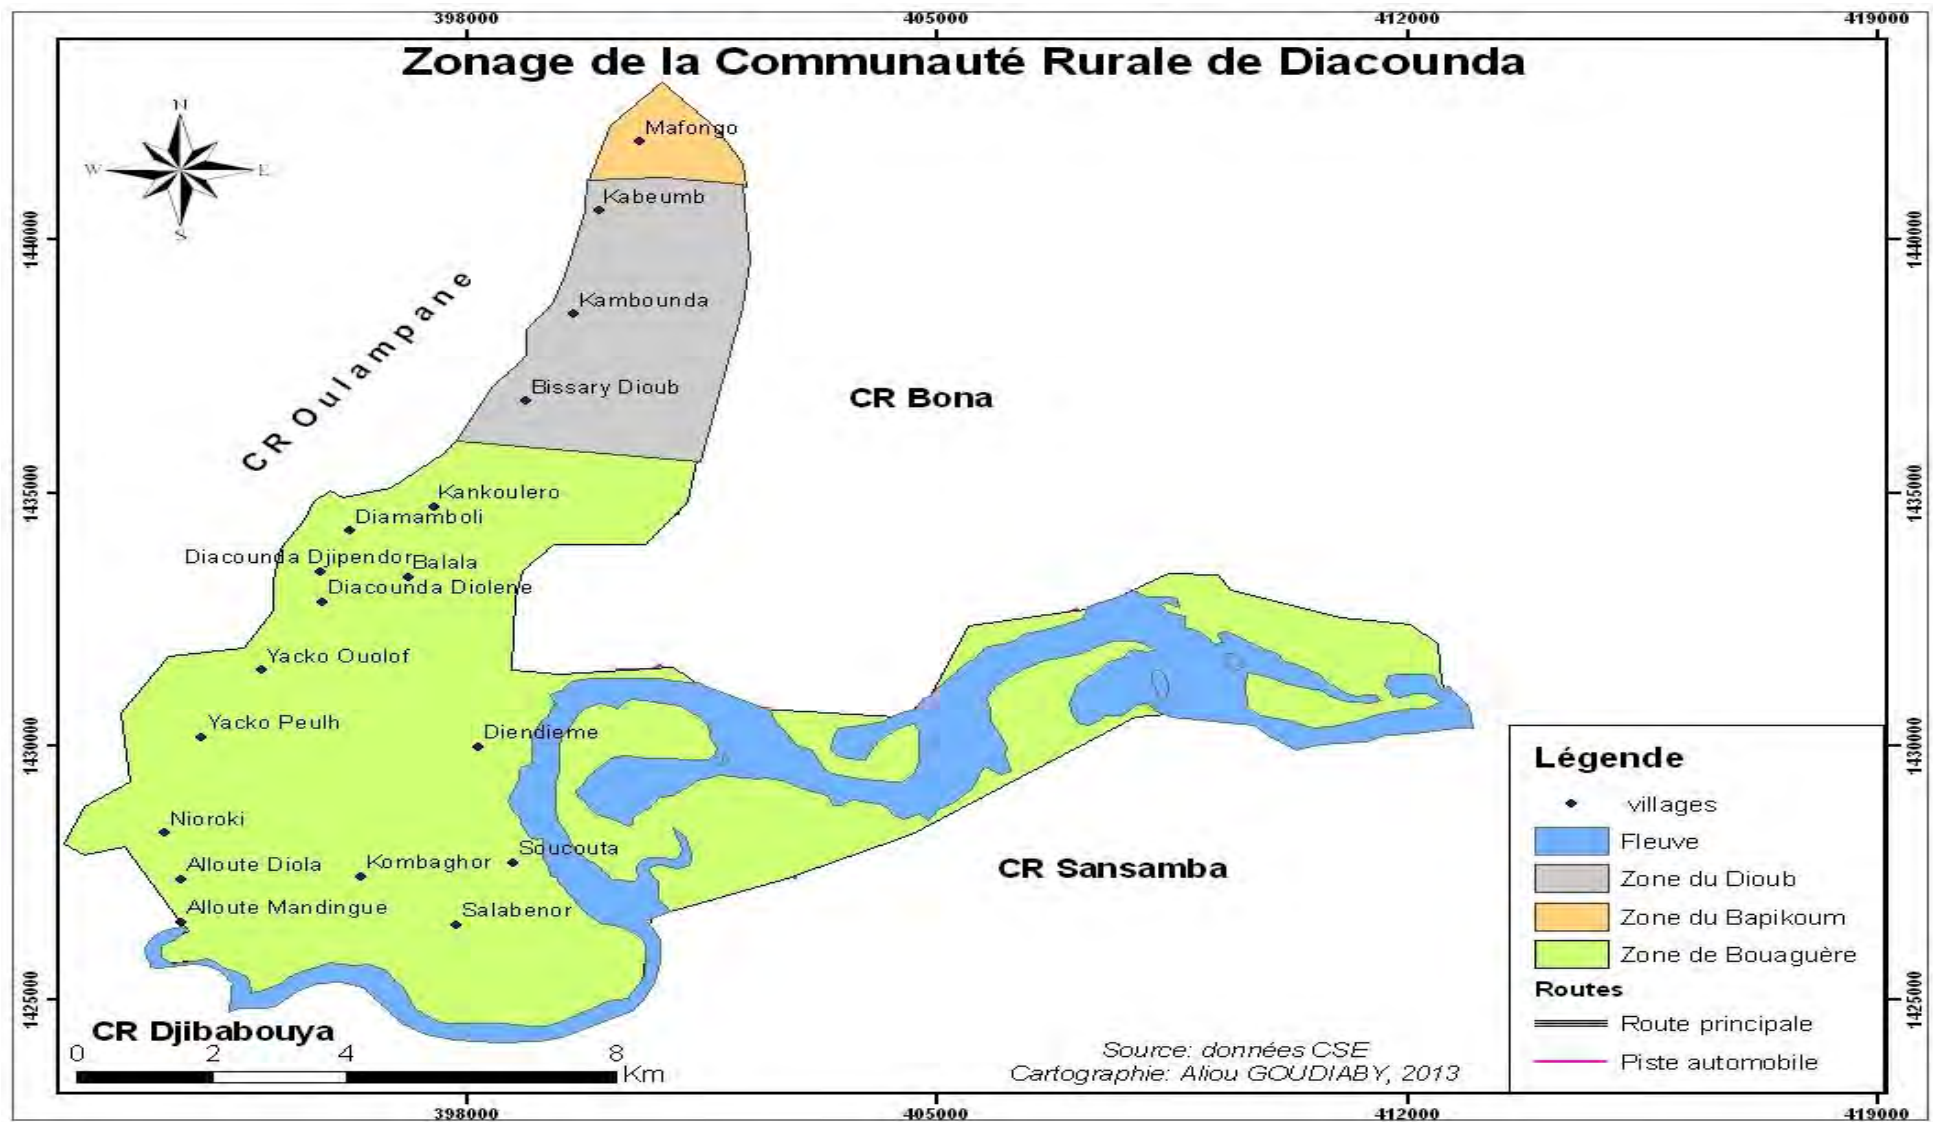 398000 405000 412000 419000
Zonage de la Communauté Rurale de Diacounda
N
W E
S
Mafongo
Kabeumb
1440000 1440000
Kambounda
CR Oulampane
Bissary Dioub
CR Bona
1435000 1435000
Kankoulero
Diamamboli
Diacounda Djipendor
Balala
Diacounda Diolene
Yacko Ouolof
Yacko Peulh
Diendieme
1430000 1430000
Nioroki
Alloute Diola
Kombaghor
Soucouta
CR Sansamba
Alloute Mandingue
Salabenor
1425000 1425000
CR Djibabouya
0 2 4 8
Km
Source: données CSE
Cartographie: Aliou GOUDIABY, 2013
Légende
villages
Fleuve
Zone du Dioub
Zone du Bapikoum
Zone de Bouaguère
Routes
Route principale
Piste automobile
398000 405000 412000 419000